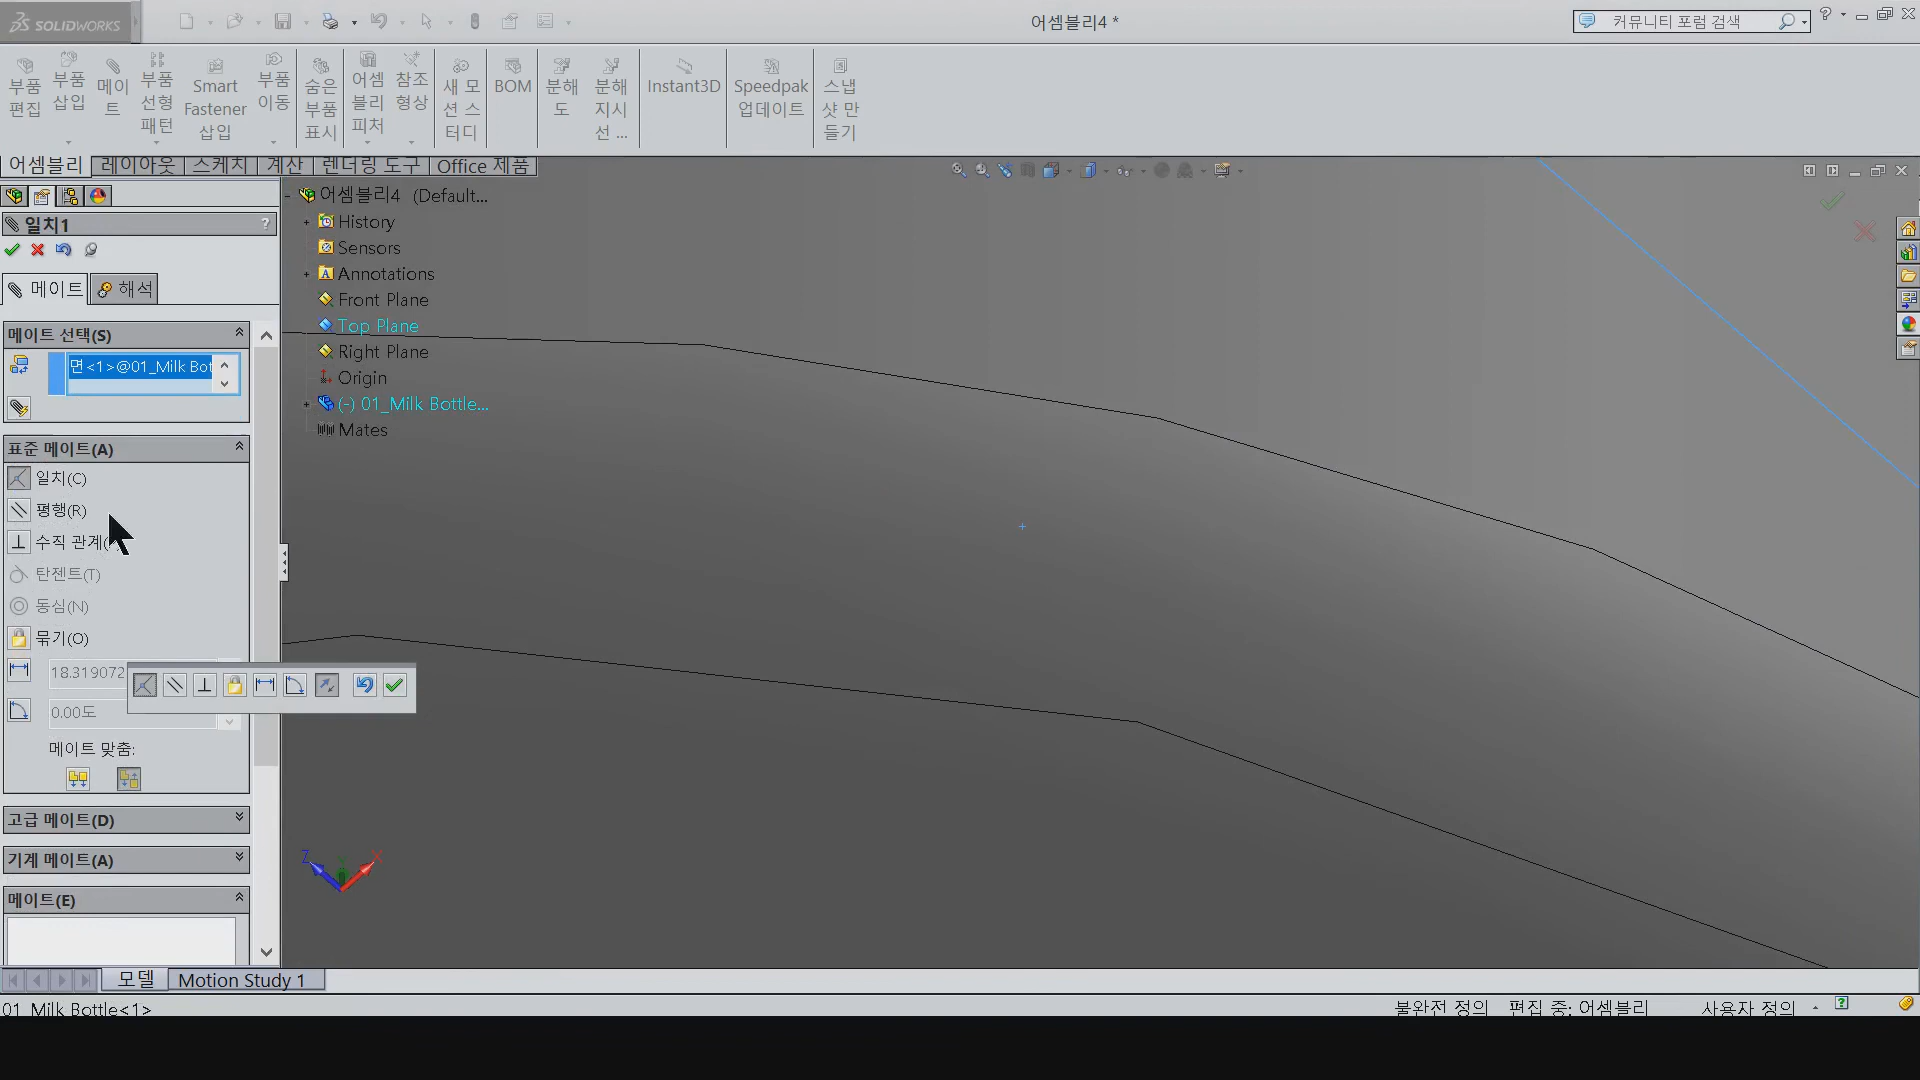 SOLIDWORKS
어셈블리4 *
커뮤니티 포럼 검색
부품 편집
부품 삽입
메이트
부품 선형 패턴
Smart Fastener 삽입
부품 이동
숨은 부품 표시
어셈블리 피처
참조 형상
새 모션 스터디
BOM
분해도
분해 지시선 ...
Instant3D
Speedpak 업데이트
스냅샷 만들기
어셈블리
레이아웃
스케치
계산
렌더링 도구
Office 제품
어셈블리4 (Default...
History
Sensors
Annotations
Front Plane
Top Plane
Right Plane
Origin
(-) 01_Milk Bottle...
Mates
일치1
?
메이트
해석
메이트 선택(S)
면<1>@01_Milk Bot
표준 메이트(A)
일치(C)
평행(R)
수직 관계(
탄젠트(T)
동심(N)
묶기(O)
18.319072
0.00도
메이트 맞춤:
고급 메이트(D)
기계 메이트(A)
메이트(E)
Z
Y
X
모델
Motion Study 1
01_Milk Bottle<1>
불완전 정의
편집 중: 어셈블리
사용자 정의